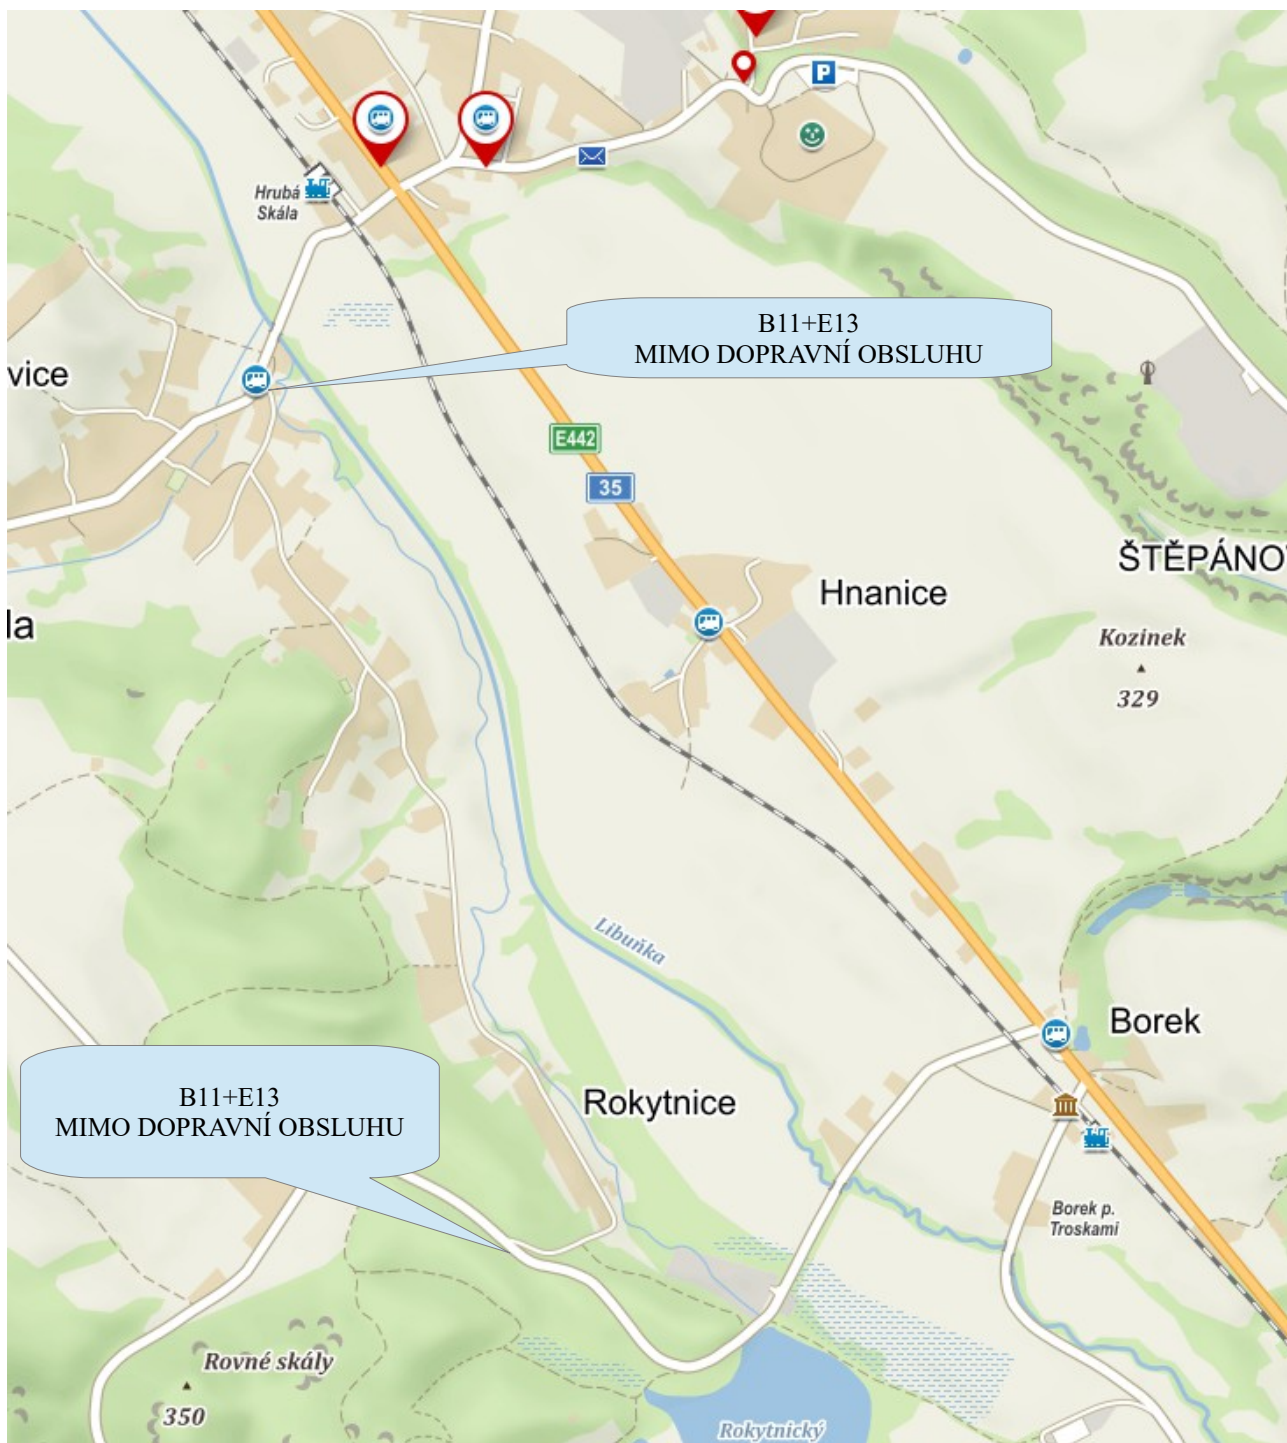 P
Hrubá
Skála
B11+E13
MIMO DOPRAVNÍ OBSLUHU
vice
E442
35
ŠTĚPÁNO
Hnanice
la
Kozinek
329
Libuňka
Borek
B11+E13
MIMO DOPRAVNÍ OBSLUHU
Rokytnice
Borek p.
Troskami
Rovné skály
350
Rokytnický